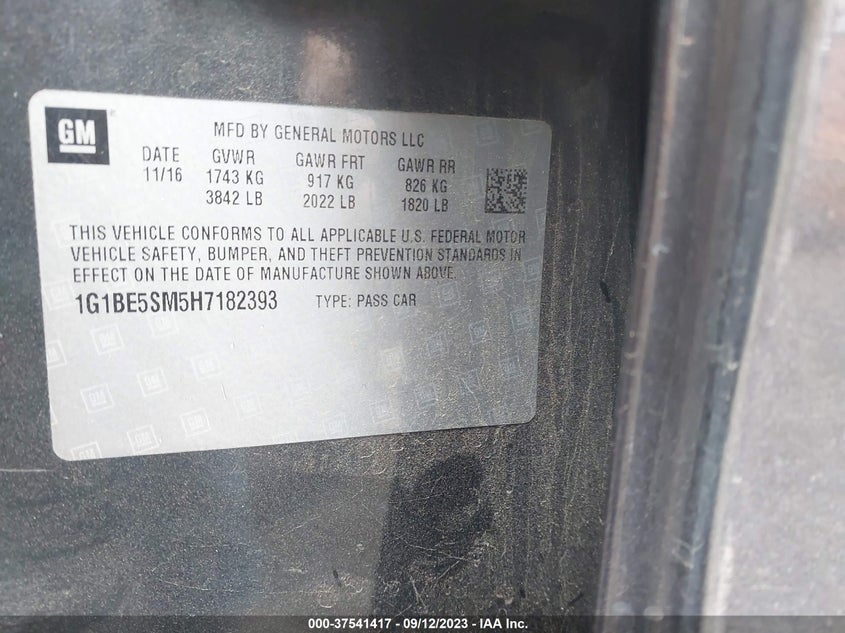 GM
MFD BY GENERAL MOTORS LLC
DATE GVWR GAWR FRT GAWR RR
11/16 1743 KG 917 KG 826 KG
3842 LB 2022 LB 1820 LB
THIS VEHICLE CONFORMS TO ALL APPLICABLE U.S. FEDERAL MOTOR
VEHICLE SAFETY, BUMPER, AND THEFT PREVENTION STANDARDS IN
EFFECT ON THE DATE OF MANUFACTURE SHOWN ABOVE.
1G1BE5SM5H7182393 TYPE: PASS CAR
000-37541417 - 09/12/2023 - IAA Inc.